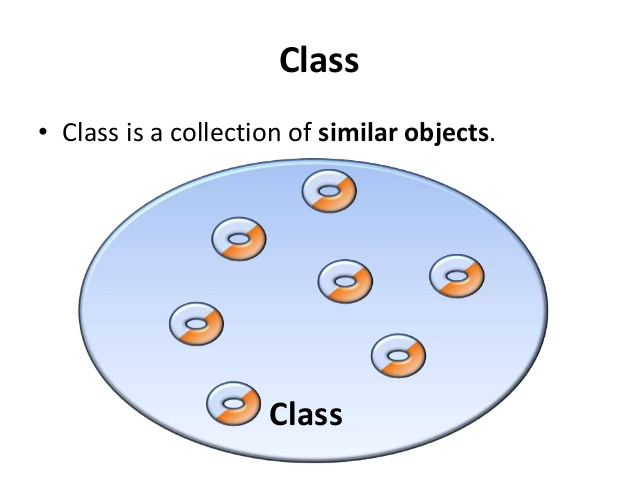 Class
• Class is a collection of similar objects.
Class